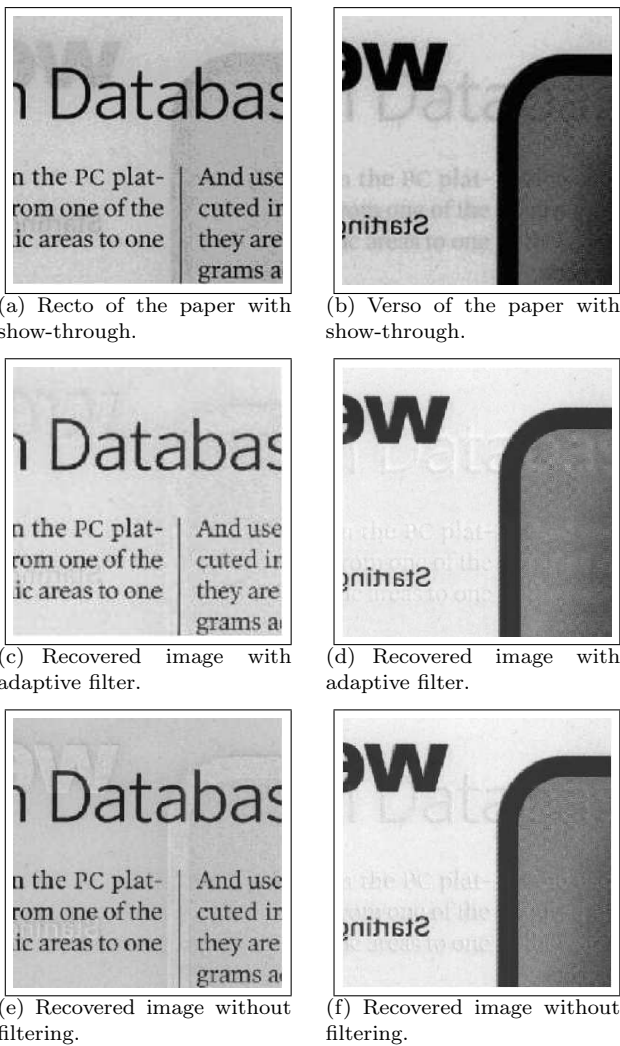 n Databas
n the PC plat-
rom one of the
ic areas to one
And use
cuted in
they are
grams a
we
Starting
(a) Recto of the paper with
show-through.
(b) Verso of the paper with
show-through.
n Databas
n the PC plat-
rom one of the
ic areas to one
And use
cuted in
they are
grams a
we
Starting
(c) Recovered image with
adaptive filter.
(d) Recovered image with
adaptive filter.
n Databas
n the PC plat-
rom one of the
ic areas to one
And use
cuted in
they are
grams a
we
Starting
(e) Recovered image without
filtering.
(f) Recovered image without
filtering.